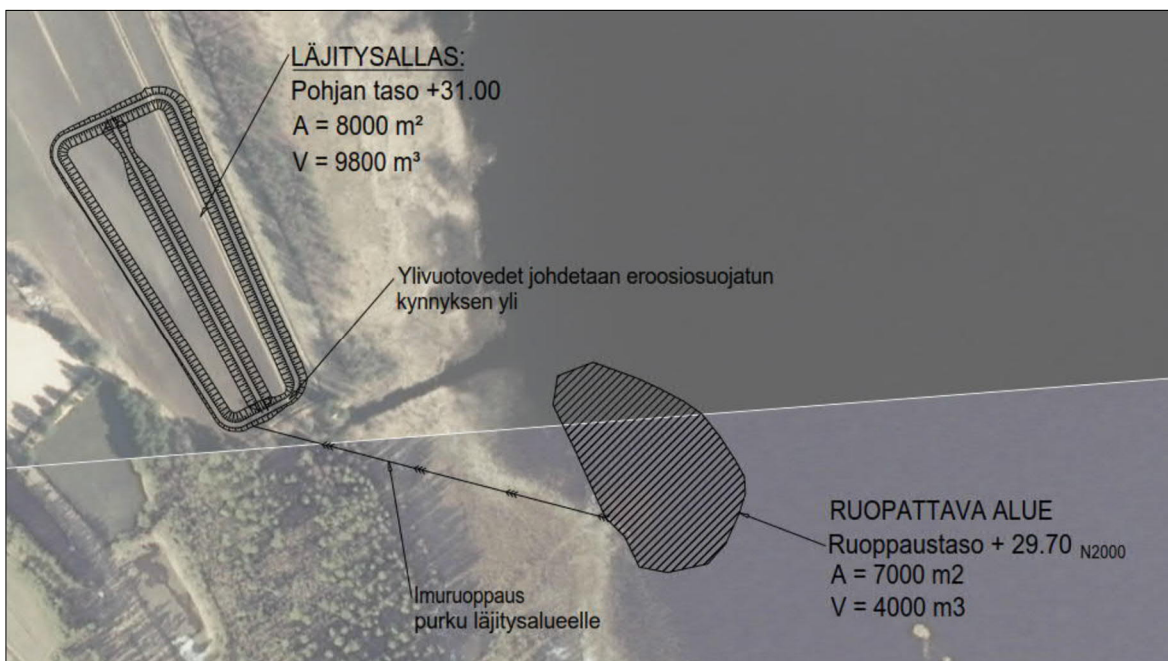 LÄJITYSALLAS:
Pohjan taso +31.00
A = 8000 m²
V = 9800 m³
Ylivuotovedet johdetaan eroosiosuojatun
kynnyksen yli
RUOPATTAVA ALUE
Ruoppaustaso + 29.70 N2000
A = 7000 m2
V = 4000 m3
Imuruoppaus
purku läjitysalueelle